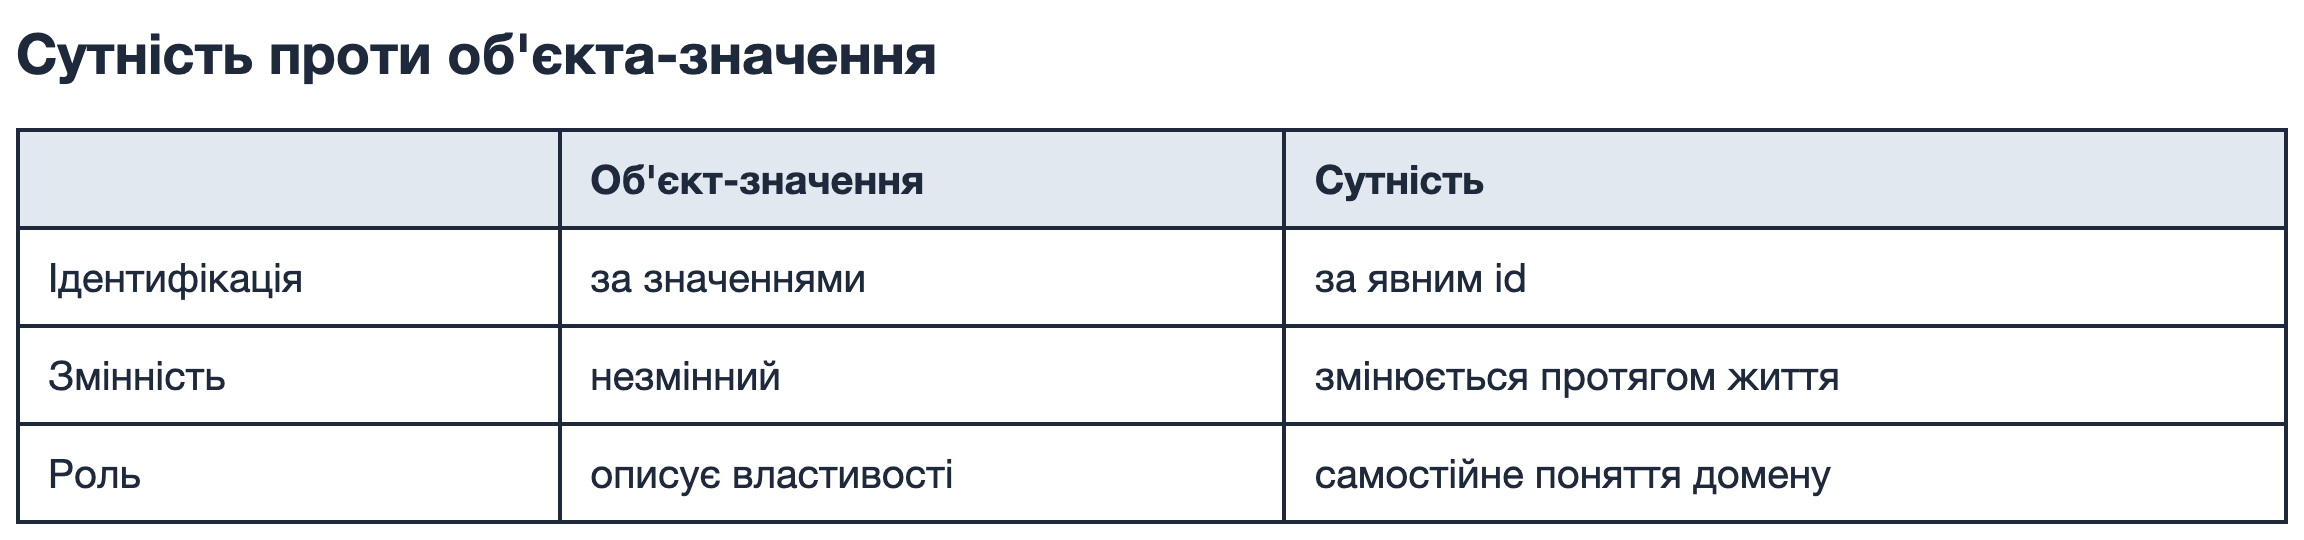 Сутність проти об'єкта-значення
Об'єкт-значення Сутність
Ідентифікація за значеннями за явним id
Змінність незмінний змінюється протягом життя
Роль описує властивості самостійне поняття домену